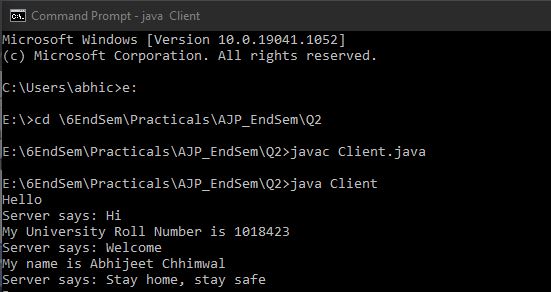 Command Prompt - java  Client
Microsoft Windows [Version 10.0.19041.1052]
(c) Microsoft Corporation. All rights reserved.
C:\Users\abhic>e:
E:\>cd \6EndSem\Practicals\AJP_EndSem\Q2
E:\6EndSem\Practicals\AJP_EndSem\Q2>javac Client.java
E:\6EndSem\Practicals\AJP_EndSem\Q2>java Client
Hello
Server says: Hi
My University Roll Number is 1018423
Server says: Welcome
My name is Abhijeet Chhimwal
Server says: Stay home, stay safe